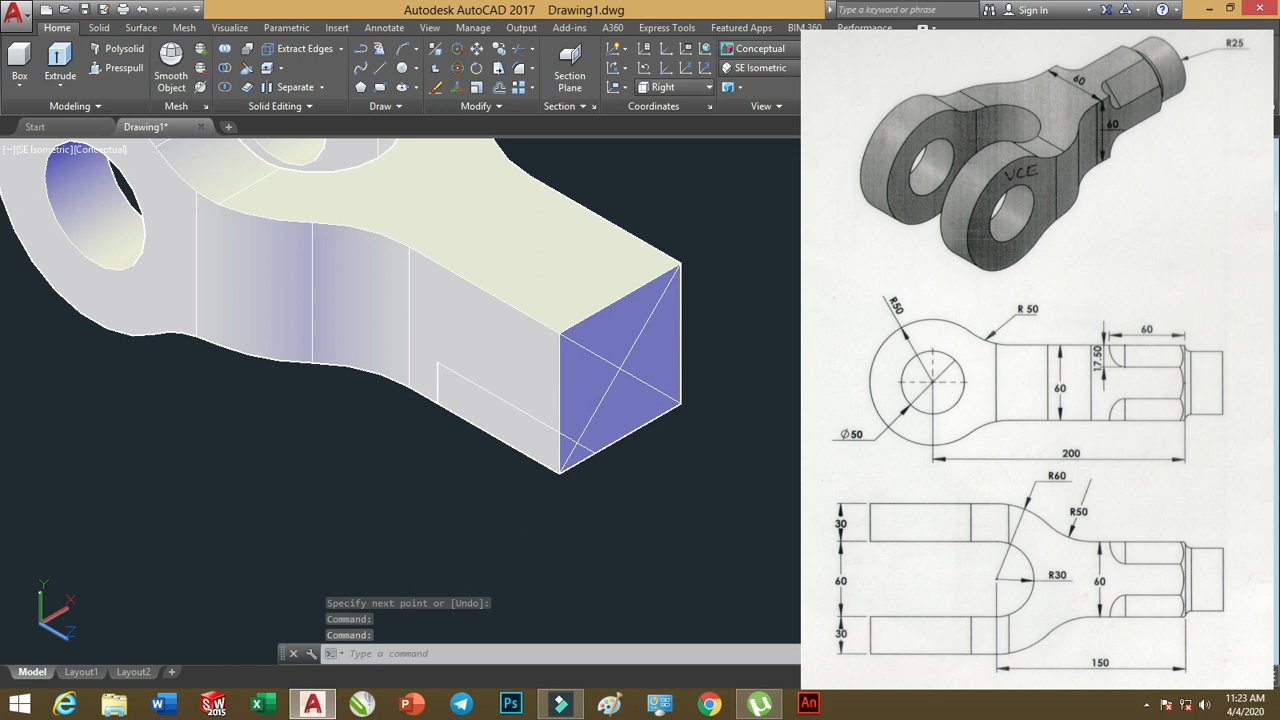 Autodesk AutoCAD 2017 Drawing1.dwg
Type a keyword or phrase
Sign In
Home Solid Surface Mesh Visualize Parametric Insert Annotate View Manage Output Add-ins A360 Express Tools Featured Apps BIM 360
Performance
Box
Extrude
Polysolid
Presspull
Smooth
Object
Extract Edges
Separate
Section
Plane
Right
Conceptual
SE Isometric
Modeling
Mesh
Solid Editing
Draw
Modify
Section
Coordinates
View
Start
Drawing1*
[−][SE Isometric][Conceptual]
R25
60
60
VCE
R50
R 50
60
17.50
60
Ø50
200
R60
R50
30
60
R30
60
30
150
Y
X
Z
Specify next point or [Undo]:
Command:
Command:
Type a command
Model Layout1 Layout2
SW
2015
Ps
An
11:23 AM
4/4/2020